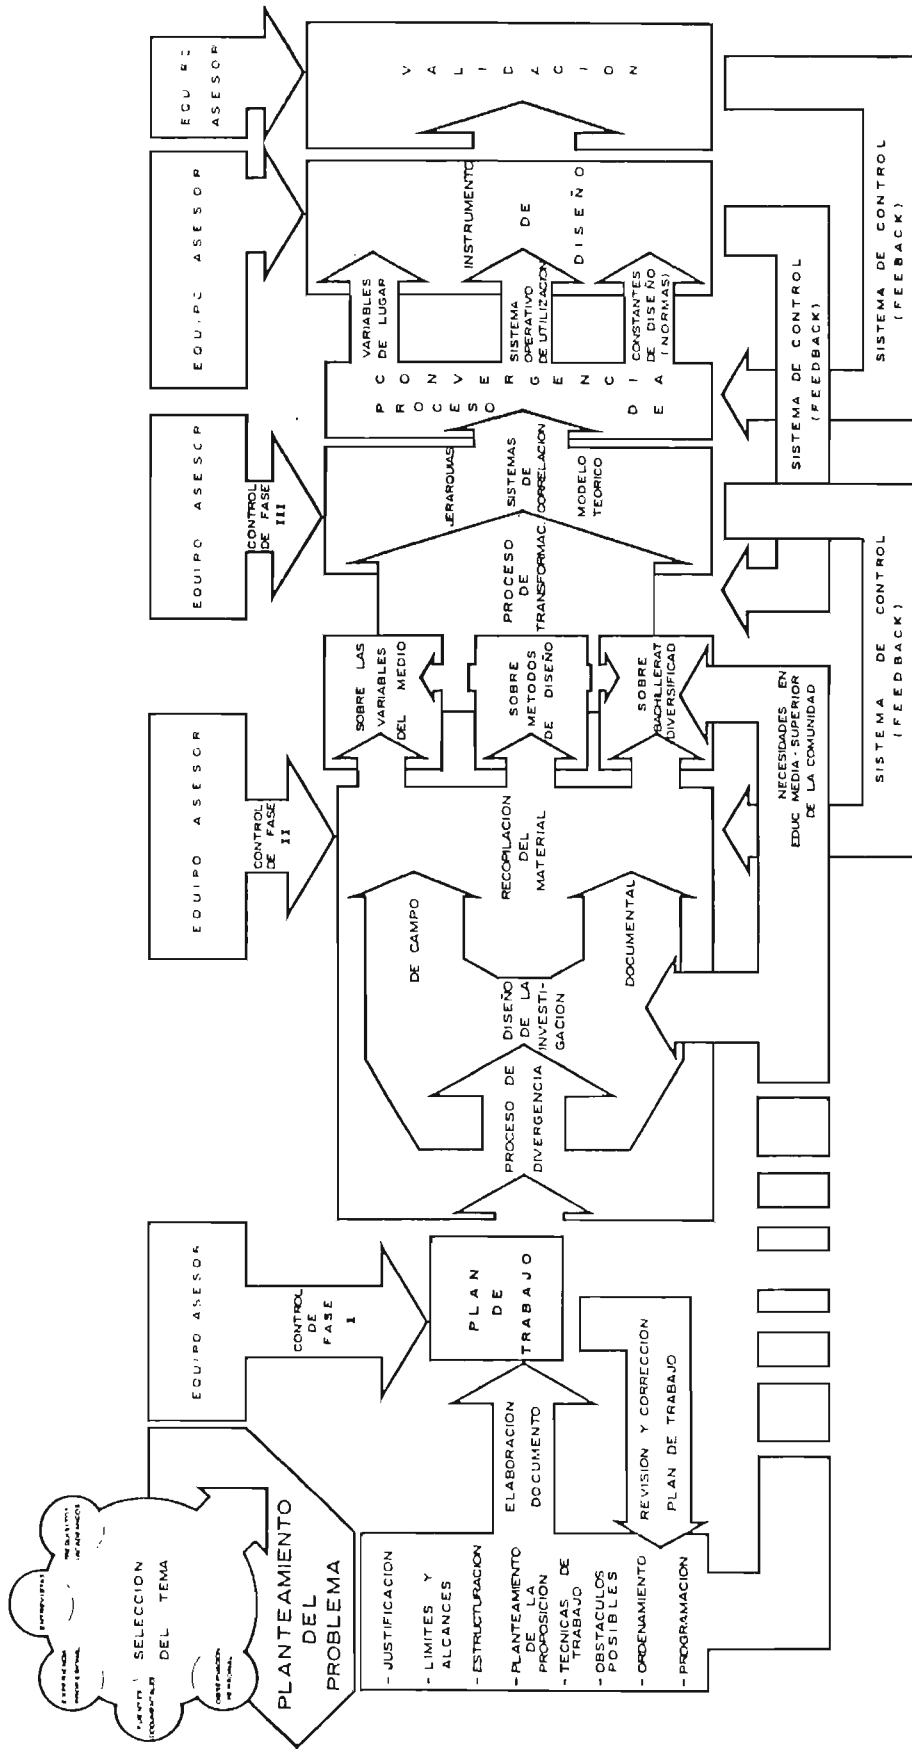 ENTREVISTAS
SELECCION
DEL TEMA
PLANTEAMIENTO
DEL
PROBLEMA
- JUSTIFICACION
- LIMITES Y
ALCANCES
- ESTRUCTURACION
- PLANTEAMIENTO
DE LA
PROPOSICION
- TECNICAS DE
TRABAJO
- OBSTACULOS
POSIBLES
- ORDENAMIENTO
- PROGRAMACION
ELABORACION
DOCUMENTO
REVISION Y CORRECCION
PLAN DE TRABAJO
EQUIPO ASESOR
CONTROL
DE
FASE
I
PLAN
DE
TRABAJO
PROCESO DE
DIVERGENCIA
DISEÑO
DE LA
INVESTI-
GACION
DE CAMPO
DOCUMENTAL
RECOPILACION
DEL
MATERIAL
EQUIPO ASESOR
CONTROL
DE FASE
II
SOBRE LAS
VARIABLES
DEL MEDIO
SOBRE
METODOS
DE DISEÑO
SOBRE
BACHILLERAT
DIVERSIFICAD
NECESIDADES EN
EDUC MEDIA-SUPERIOR
DE LA COMUNIDAD
PROCESO
DE
TRANSFORMAC.
EQUIPO ASESOR
CONTROL
DE FASE
III
JERARQUIAS
SISTEMAS
DE
CORRELACION
MODELO
TEORICO
SISTEMA DE CONTROL
(FEEBACK)
PROCESO DE
CONVERGENCIA
VARIABLES
DE LUGAR
SISTEMA
OPERATIVO
DE UTILIZACION
CONSTANTES
DE DISEÑO
(NORMAS)
EQUIPO ASESOR
INSTRUMENTO
DE
DISEÑO
SISTEMA DE CONTROL
(FEEDBACK)
ASESOR
VALIDACION
SISTEMA DE CONTROL
(FEEBACK)